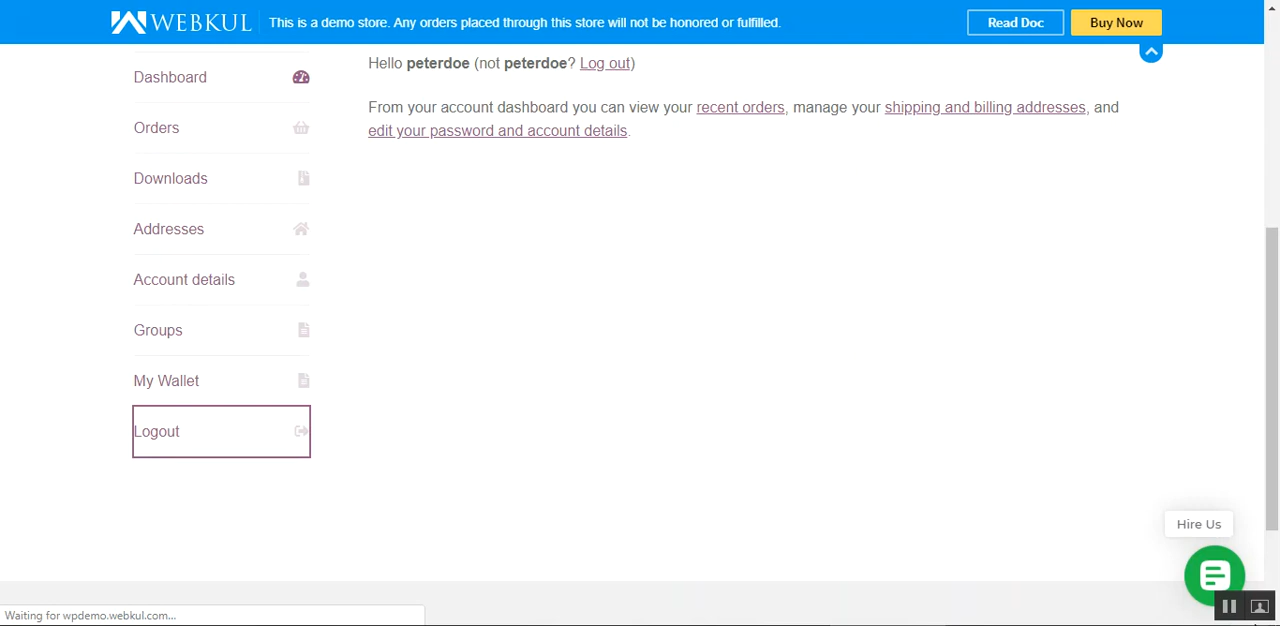 WEBKUL This is a demo store. Any orders placed through this store will not be honored or fulfilled. Read Doc Buy Now
Dashboard
Orders
Downloads
Addresses
Account details
Groups
My Wallet
Logout
Hello peterdoe (not peterdoe? Log out)
From your account dashboard you can view your recent orders, manage your shipping and billing addresses, and
edit your password and account details.
Hire Us
Waiting for wpdemo.webkul.com...